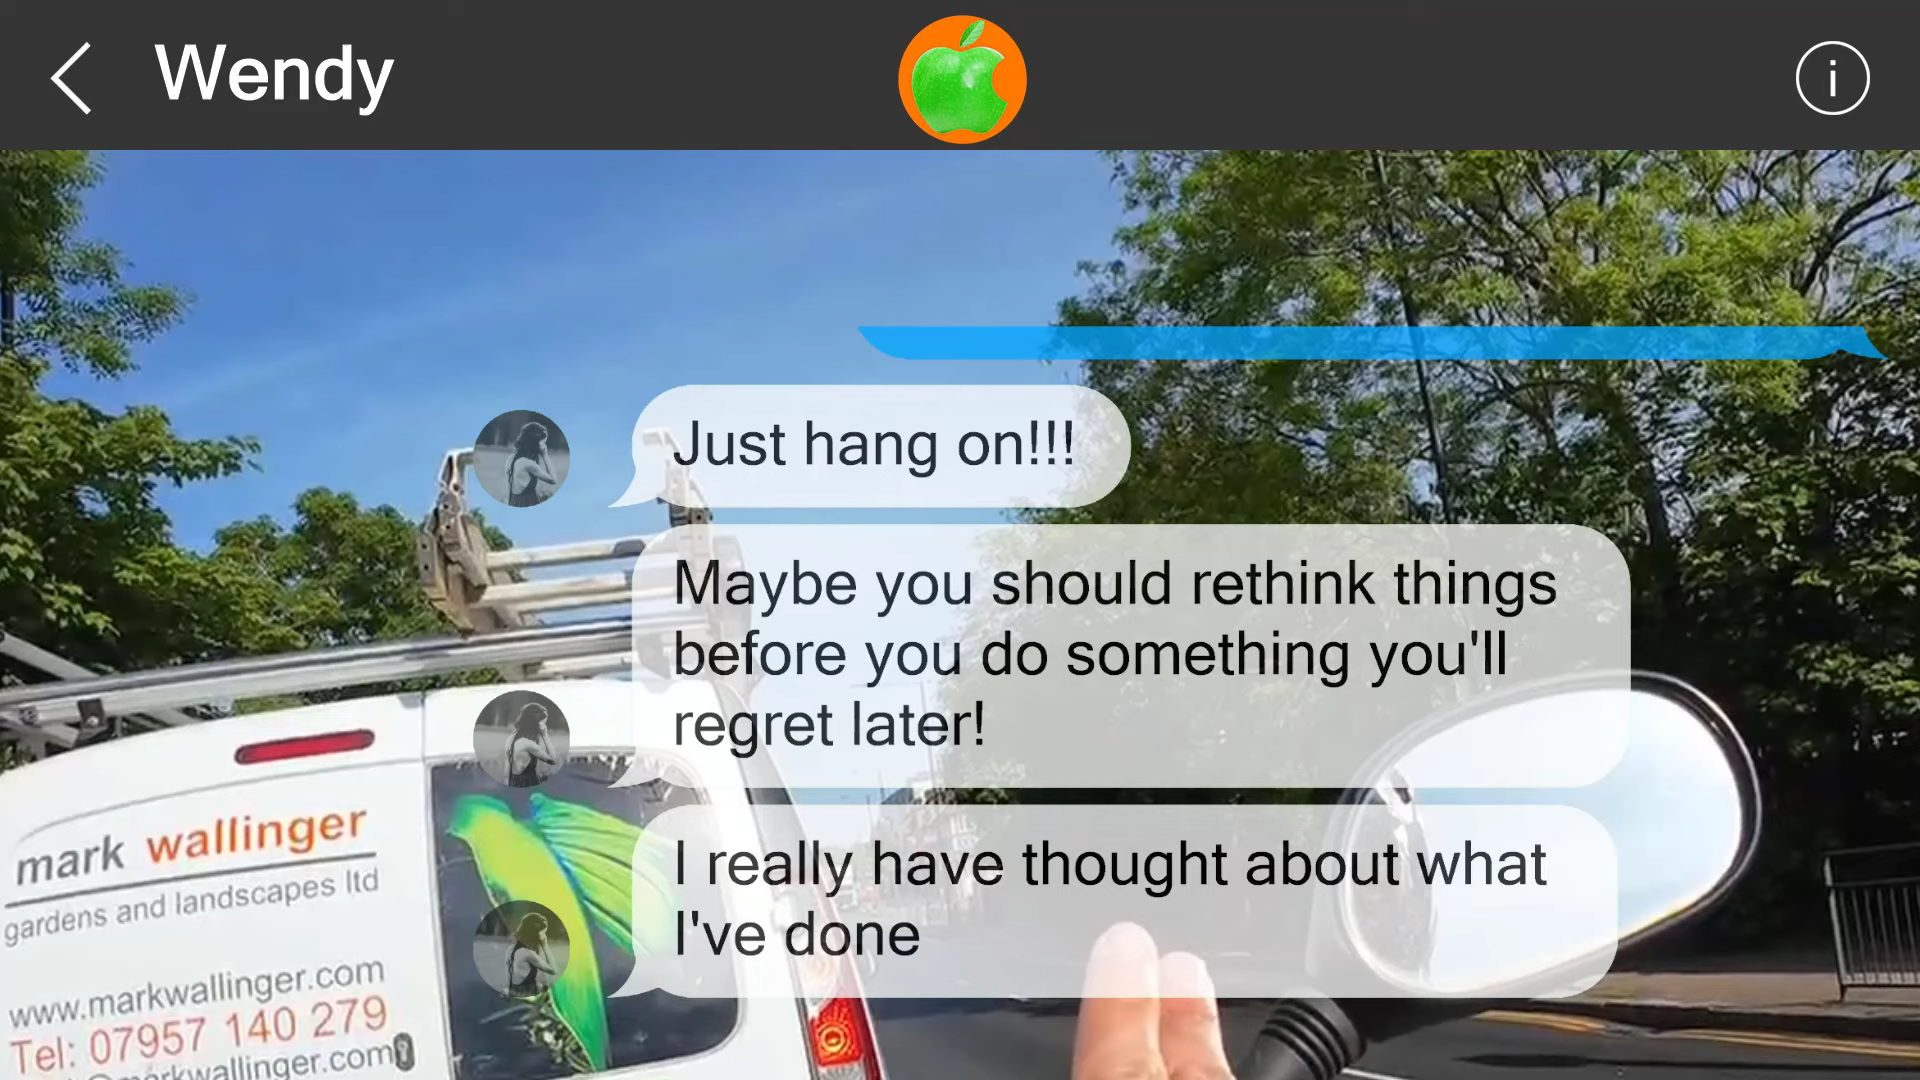 Wendy
i
Just hang on!!!
Maybe you should rethink things
before you do something you'll
regret later!
I really have thought about what
I've done
mark wallinger
gardens and landscapes ltd
www.markwallinger.com
Tel: 07957 140 279